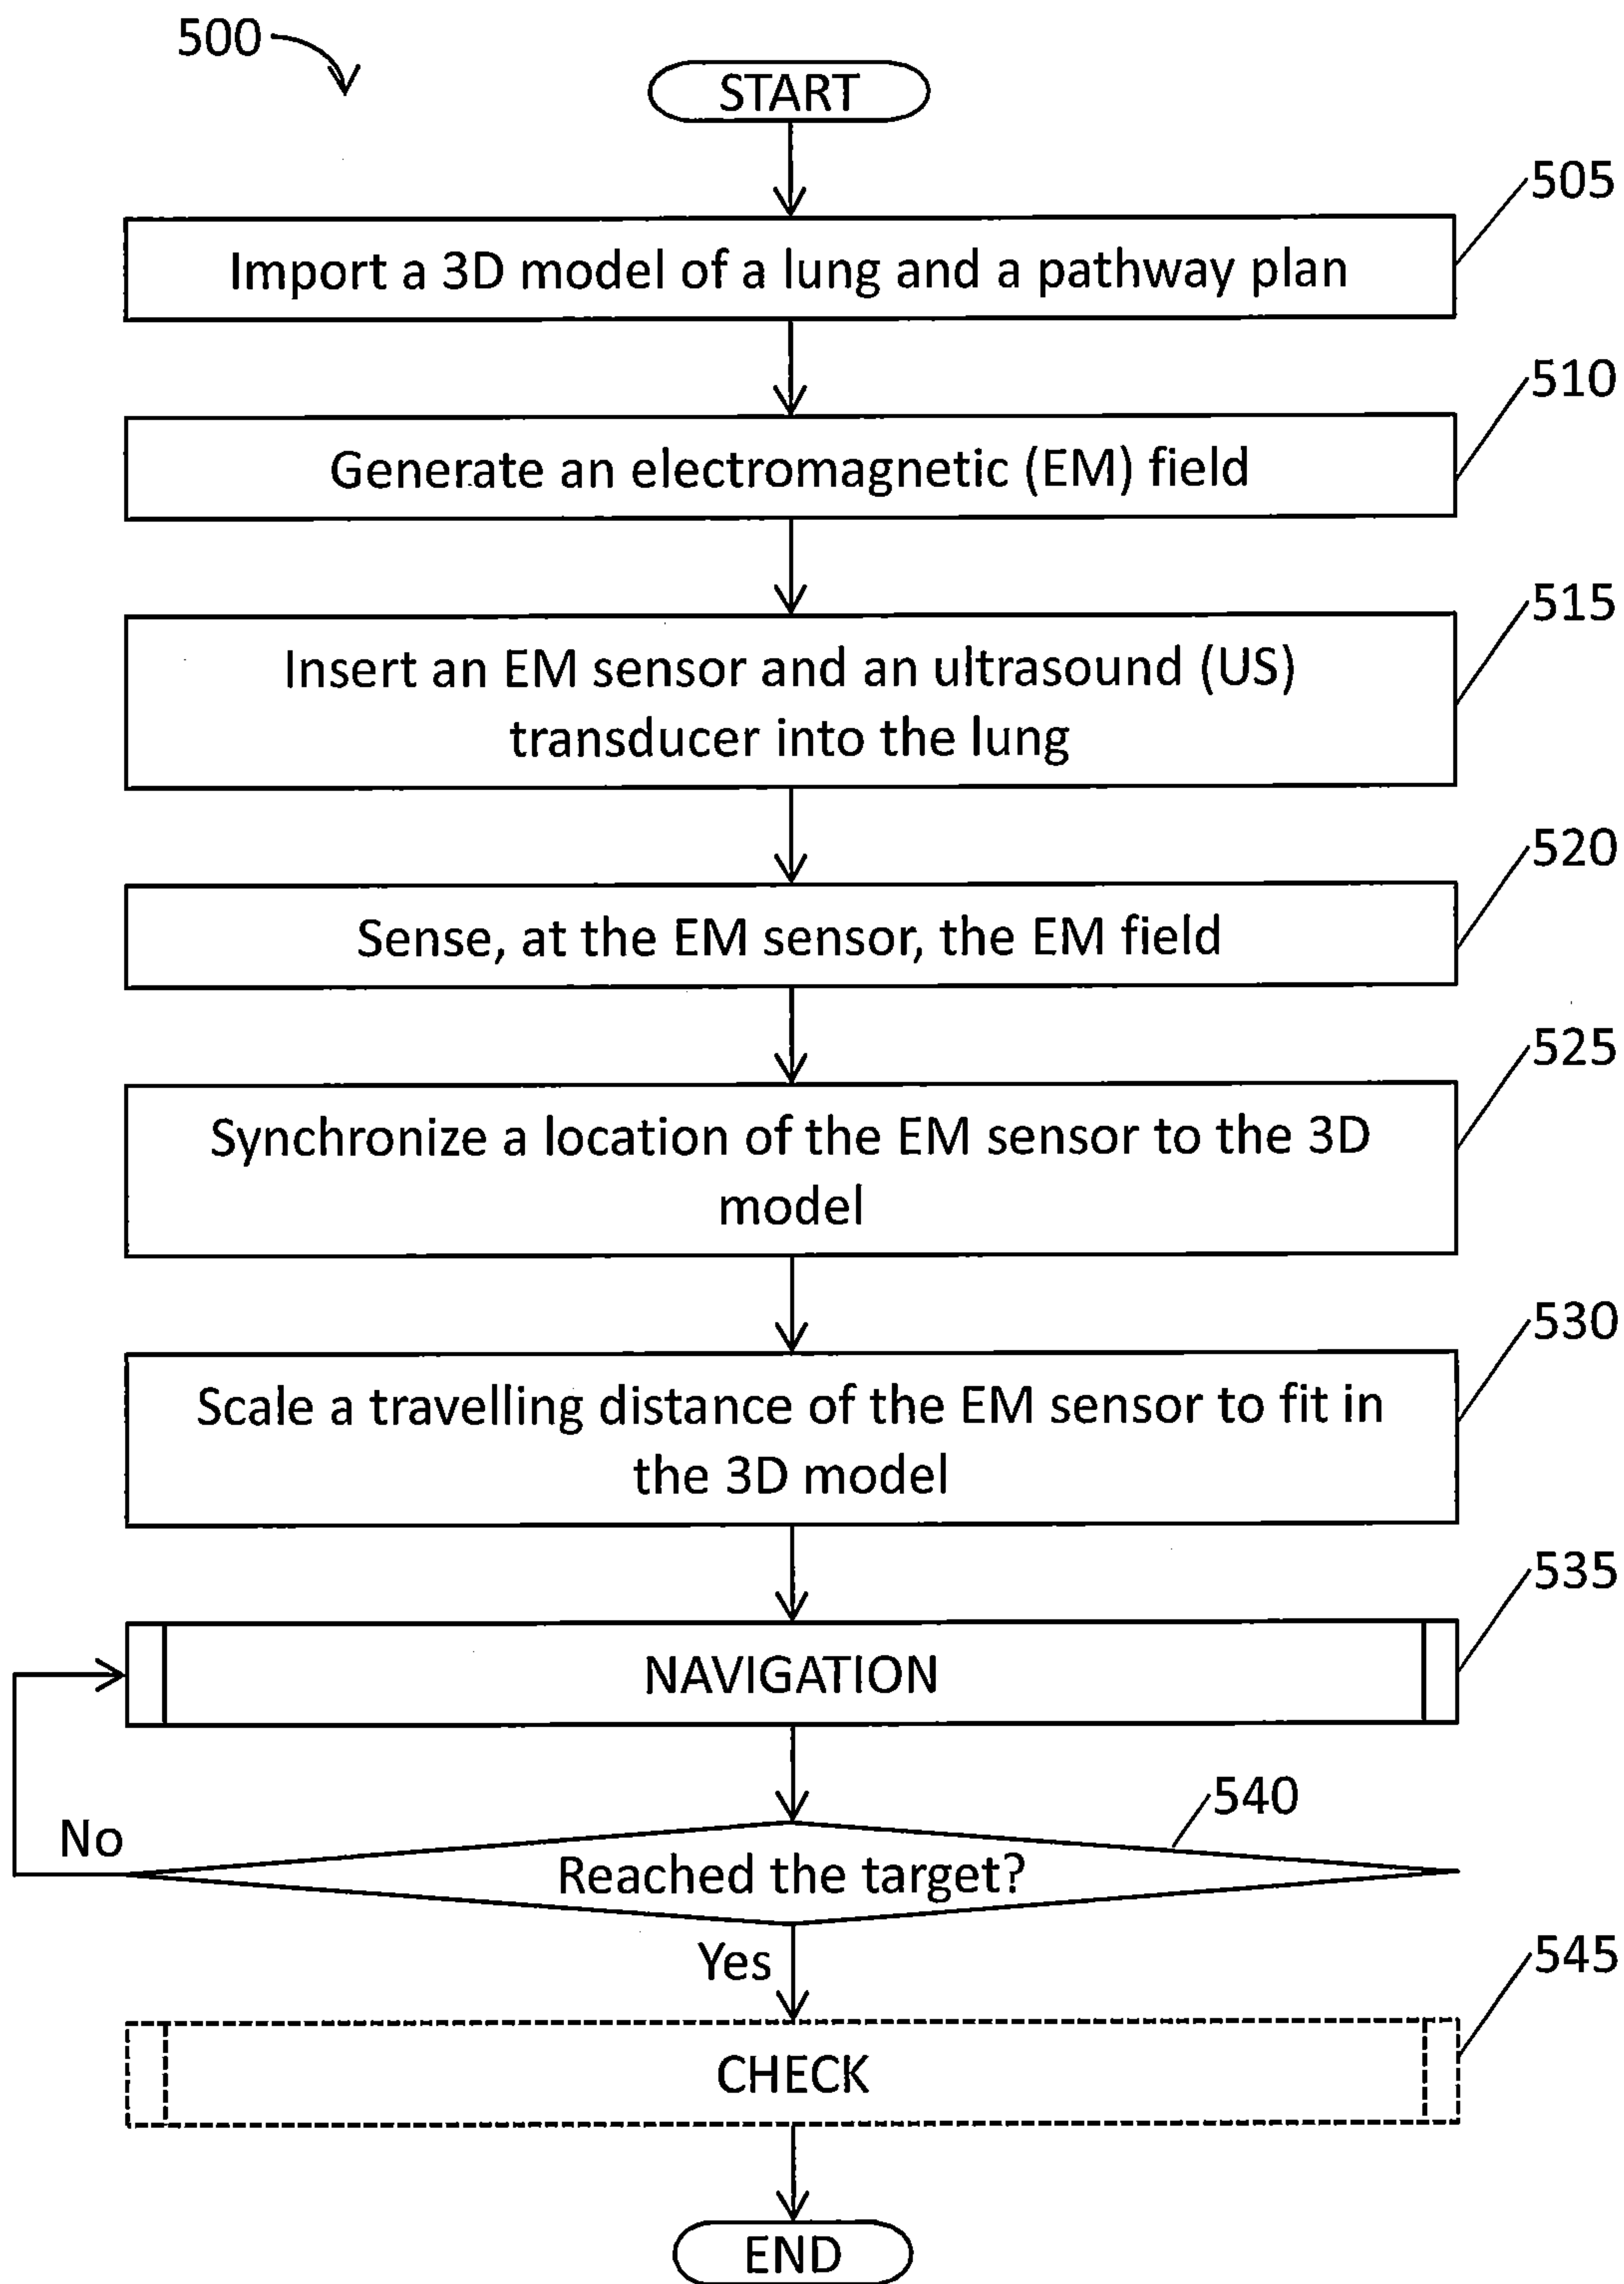 500
START
505
Import a 3D model of a lung and a pathway plan
510
Generate an electromagnetic (EM) field
515
Insert an EM sensor and an ultrasound (US)
transducer into the lung
520
Sense, at the EM sensor, the EM field
525
Synchronize a location of the EM sensor to the 3D
model
530
Scale a travelling distance of the EM sensor to fit in
the 3D model
535
NAVIGATION
540
No
Reached the target?
Yes
545
CHECK
END